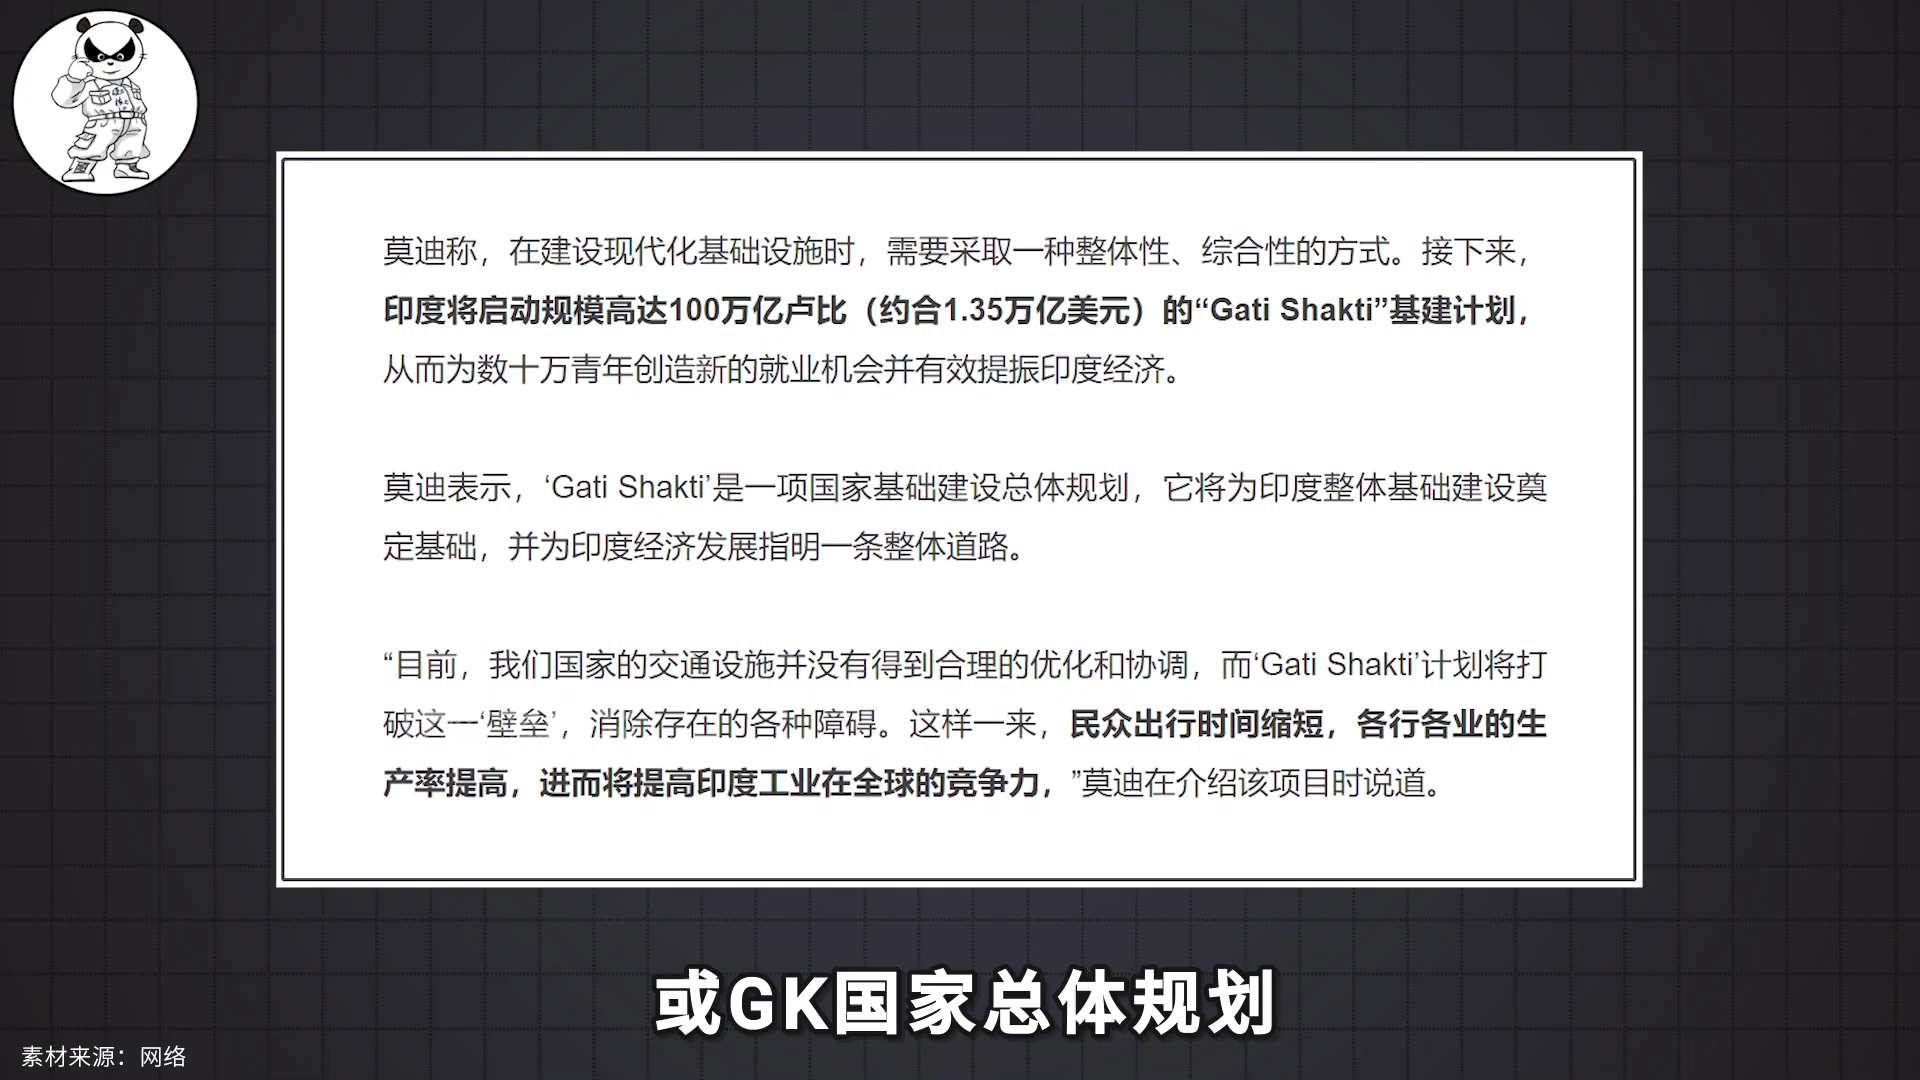 莫迪称，在建设现代化基础设施时，需要采取一种整体性、综合性的方式。接下来，
印度将启动规模高达100万亿卢比（约合1.35万亿美元）的“Gati Shakti”基建计划，
从而为数十万青年创造新的就业机会并有效提振印度经济。
莫迪表示，‘Gati Shakti’是一项国家基础建设总体规划，它将为印度整体基础建设奠
定基础，并为印度经济发展指明一条整体道路。
“目前，我们国家的交通设施并没有得到合理的优化和协调，而‘Gati Shakti’计划将打
破这一‘壁垒’，消除存在的各种障碍。这样一来，民众出行时间缩短，各行各业的生
产率提高，进而将提高印度工业在全球的竞争力，”莫迪在介绍该项目时说道。
或GK国家总体规划
素材来源：网络